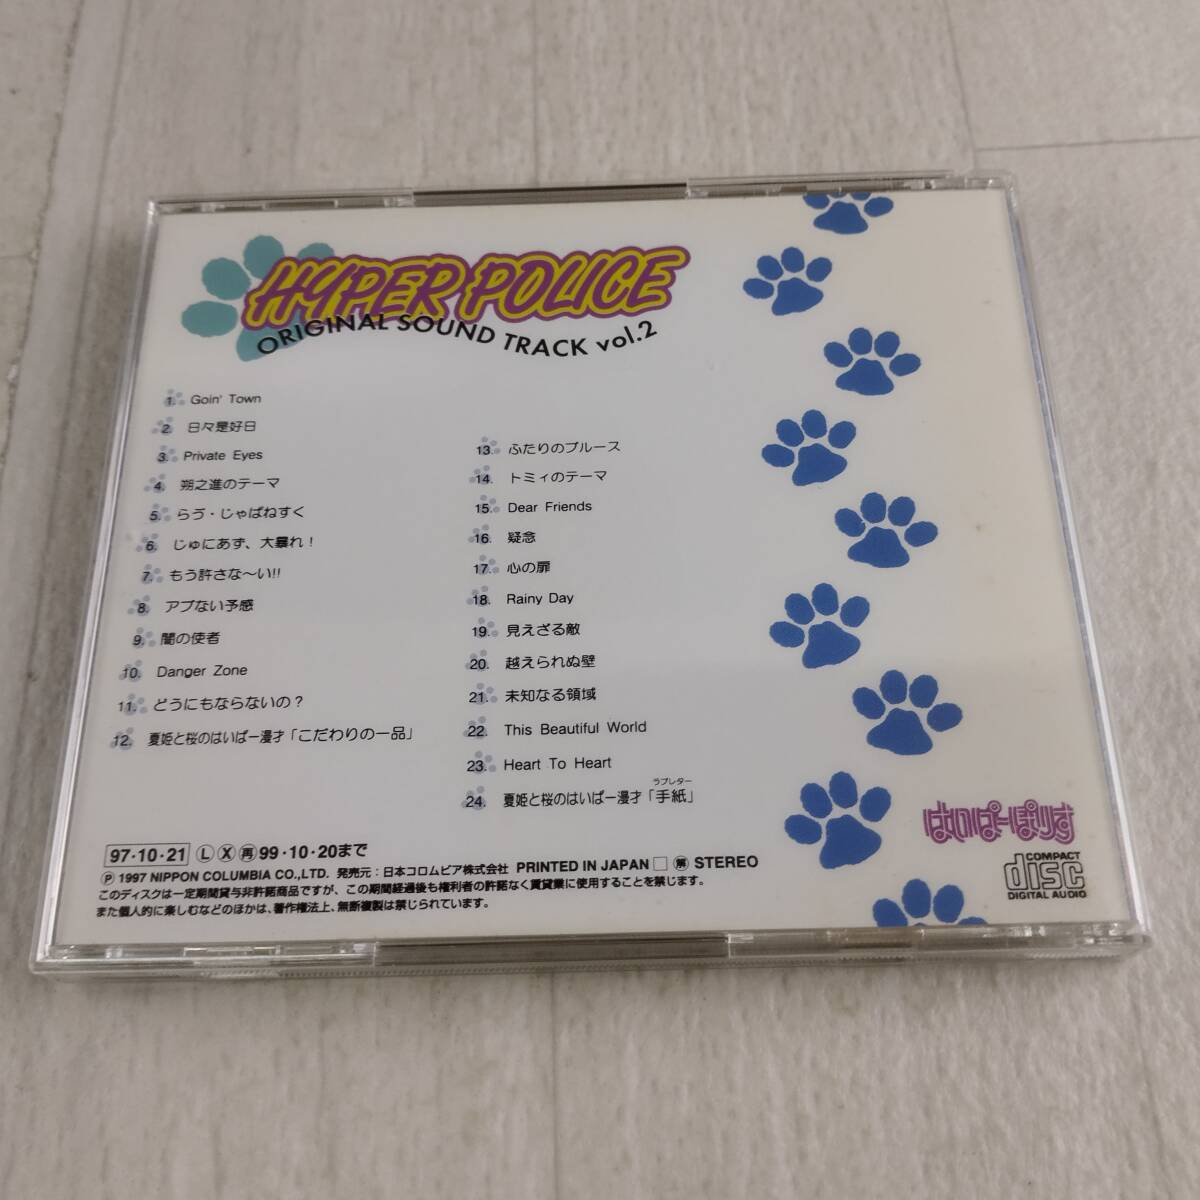 HYPER POLICE
ORIGINAL SOUND TRACK vol.2
1. Goin' Town
2. 日々是好日
3. Private Eyes
4. 朔之進のテーマ
5. らう・じゃぱねすく
6. じゅにあず、大暴れ！
7. もう許さな〜い!!
8. アブない予感
9. 闇の使者
10. Danger Zone
11. どうにもならないの？
12. 夏姫と桜のはいぱー漫才「こだわりの一品」
13. ふたりのブルース
14. トミィのテーマ
15. Dear Friends
16. 疑念
17. 心の扉
18. Rainy Day
19. 見えざる敵
20. 越えられぬ壁
21. 未知なる領域
22. This Beautiful World
23. Heart To Heart
ラブレター
24. 夏姫と桜のはいぱー漫才「手紙」
はいぱーぽりす
97·10·21 Ⓛ Ⓧ ㊢99·10·20まで
Ⓟ 1997 NIPPON COLUMBIA CO.,LTD. 発売元：日本コロムビア株式会社 PRINTED IN JAPAN □ STEREO
このディスクは一定期間貸与非許諾商品ですが、この期間経過後も権利者の許諾なく賃貸業に使用することを禁じます。
また個人的に楽しむなどのほかは、著作権法上、無断複製は禁じられています。
COMPACT
disc
DIGITAL AUDIO